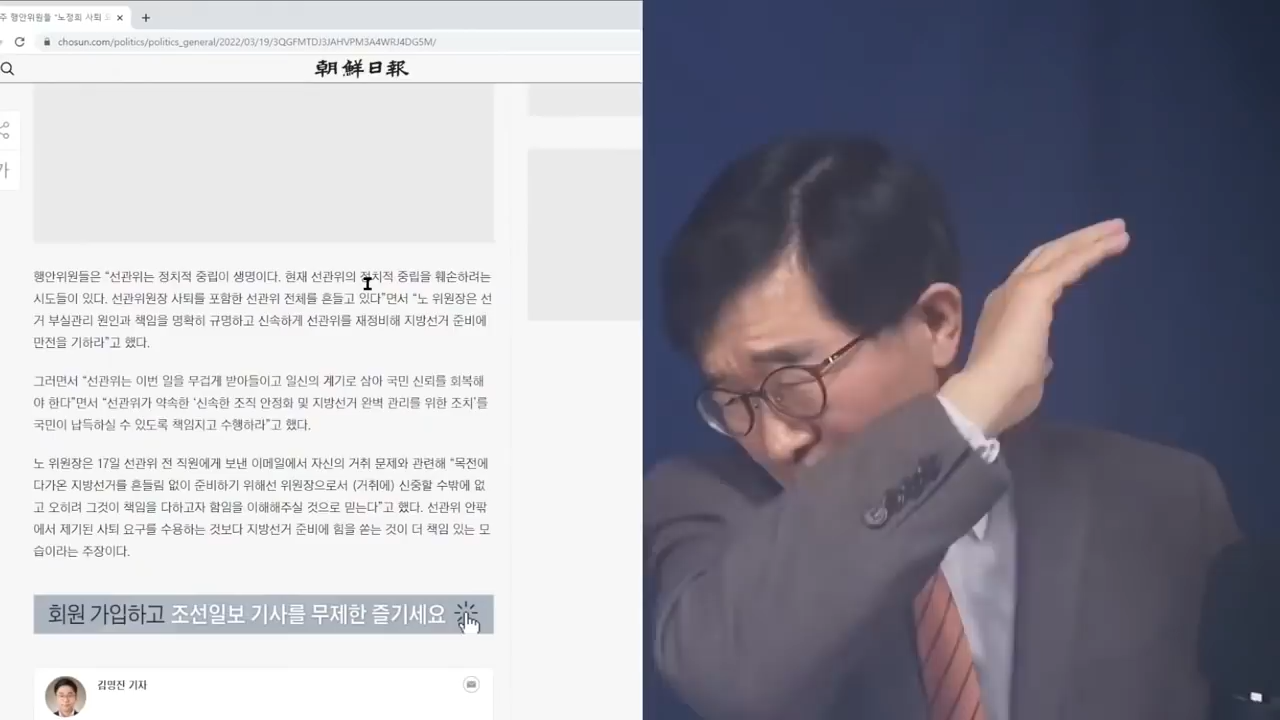 주 행안위원들 "노정희 사퇴
chosun.com/politics/politics_general/2022/03/19/3QGFMTDJ3JAHVPM3A4WRJ4DG5M/
朝鮮日報
가
행안위원들은 “선관위는 정치적 중립이 생명이다. 현재 선관위의 정치적 중립을 훼손하려는
시도들이 있다. 선관위원장 사퇴를 포함한 선관위 전체를 흔들고 있다”면서 “노 위원장은 선
거 부실관리 원인과 책임을 명확히 규명하고 신속하게 선관위를 재정비해 지방선거 준비에
만전을 기하라”고 했다.
그러면서 “선관위는 이번 일을 무겁게 받아들이고 일신의 계기로 삼아 국민 신뢰를 회복해
야 한다”면서 “선관위가 약속한 ‘신속한 조직 안정화 및 지방선거 완벽 관리를 위한 조치’를
국민이 납득하실 수 있도록 책임지고 수행하라”고 했다.
노 위원장은 17일 선관위 전 직원에게 보낸 이메일에서 자신의 거취 문제와 관련해 “목전에
다가온 지방선거를 흔들림 없이 준비하기 위해선 위원장으로서 (거취에) 신중할 수밖에 없
고 오히려 그것이 책임을 다하고자 함임을 이해해주실 것으로 믿는다”고 했다. 선관위 안팎
에서 제기된 사퇴 요구를 수용하는 것보다 지방선거 준비에 힘을 쏟는 것이 더 책임 있는 모
습이라는 주장이다.
회원 가입하고 조선일보 기사를 무제한 즐기세요
김명진 기자